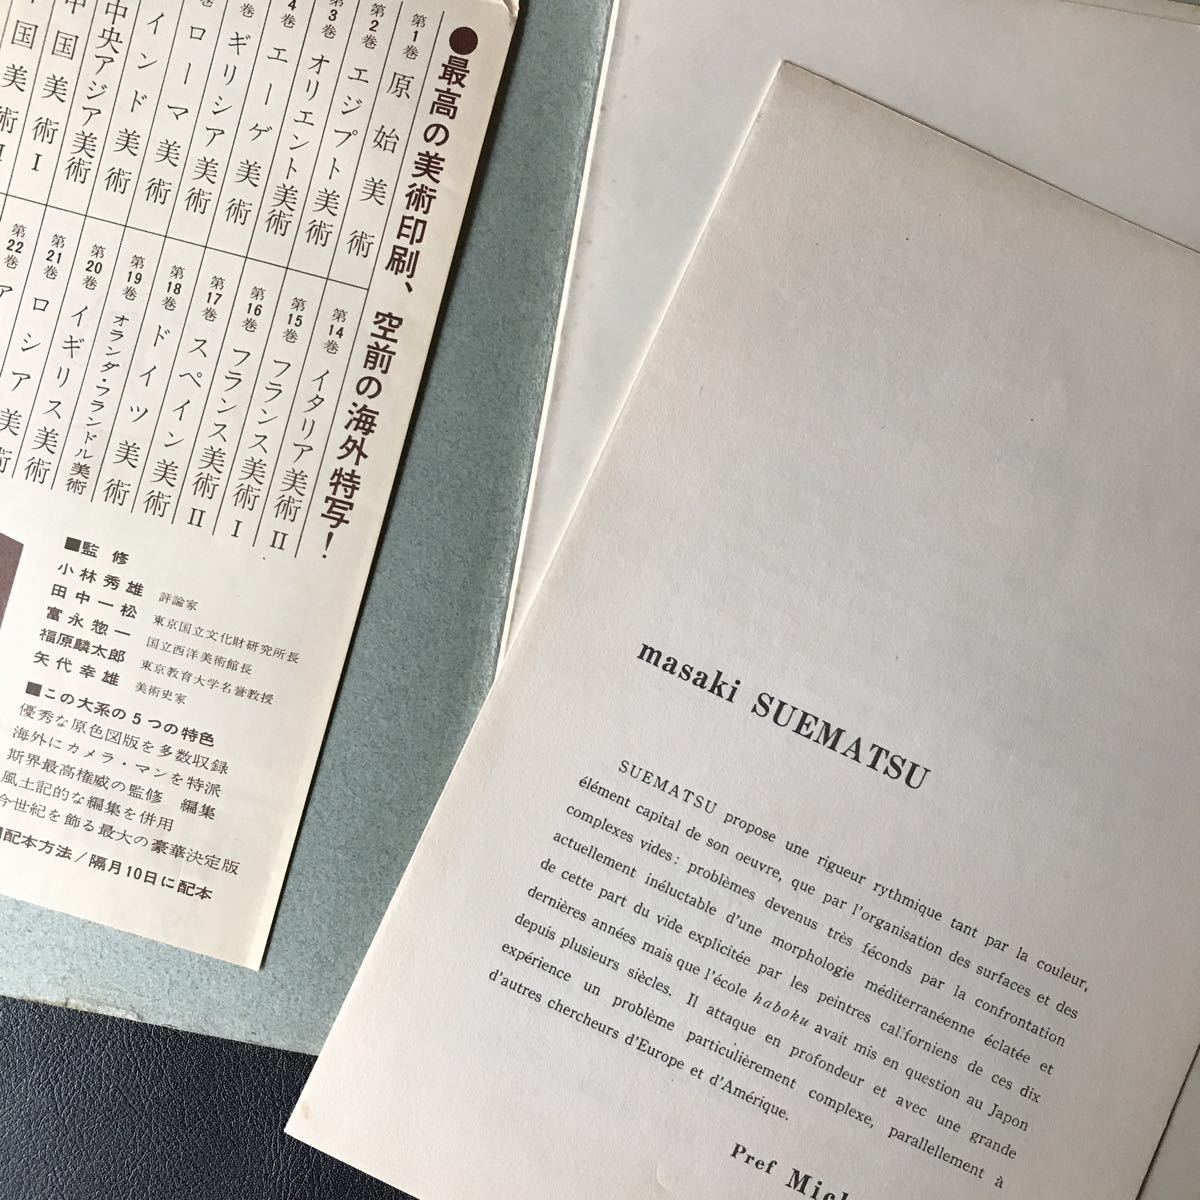 ●最高の美術印刷、空前の海外特写！
第1巻 原始美術
第2巻 エジプト美術
第3巻 オリエント美術
4巻 エーゲ美術
巻 ギリシア美術
巻 ローマ美術
インド美術
中央アジア美術
中国美術 I
国美術 I
第14巻 イタリア美術 II
第15巻 フランス美術 I
第16巻 フランス美術 II
第17巻 スペイン美術
第18巻 ドイツ美術
第19巻 オランダ・フランドル美術
第20巻 イギリス美術
第21巻 ロシア美術
第22巻 ア 美術
■監修
小林秀雄 評論家
田中一松 東京国立文化財研究所長
富永惣一 国立西洋美術館長
福原麟太郎 東京教育大学名誉教授
矢代幸雄 美術史家
■この大系の5つの特色
優秀な原色図版を多数収録
海外にカメラ・マンを特派
斯界最高権威の監修 編集
風土記的な編集を併用
今世紀を飾る最大の豪華決定版
配本方法/隔月10日に配本
masaki SUEMATSU
SUEMATSU propose une rigueur rythmique tant par la couleur,
élément capital de son oeuvre, que par l'organisation des surfaces et des
complexes vides: problèmes devenus très féconds par la confrontation
actuellement inéluctable d'une morphologie méditerranéenne éclatée et
de cette part du vide explicitée par les peintres californiens de ces dix
dernières années mais que l'école haboku avait mis en question au Japon
depuis plusieurs siècles. Il attaque en profondeur et avec une grande
expérience un problème particulièrement complexe, parallellement à
d'autres chercheurs d'Europe et d'Amérique.
Pref Mich